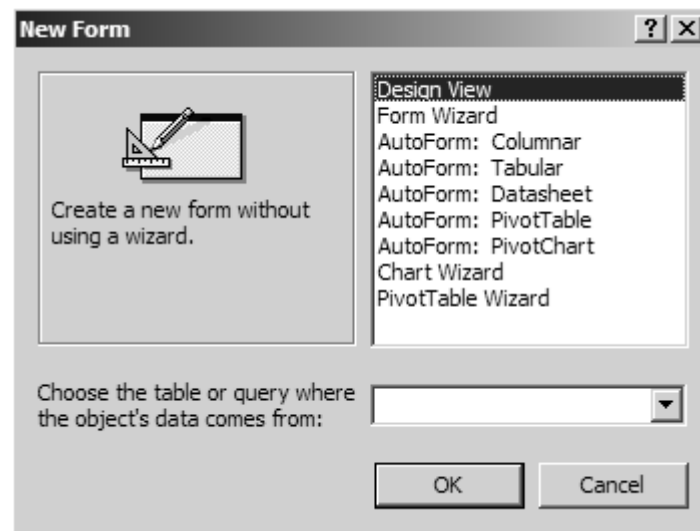 New Form
?
Design View
Form Wizard
AutoForm: Columnar
AutoForm: Tabular
AutoForm: Datasheet
AutoForm: PivotTable
AutoForm: PivotChart
Chart Wizard
PivotTable Wizard
Create a new form without
using a wizard.
Choose the table or query where
the object's data comes from:
OK
Cancel